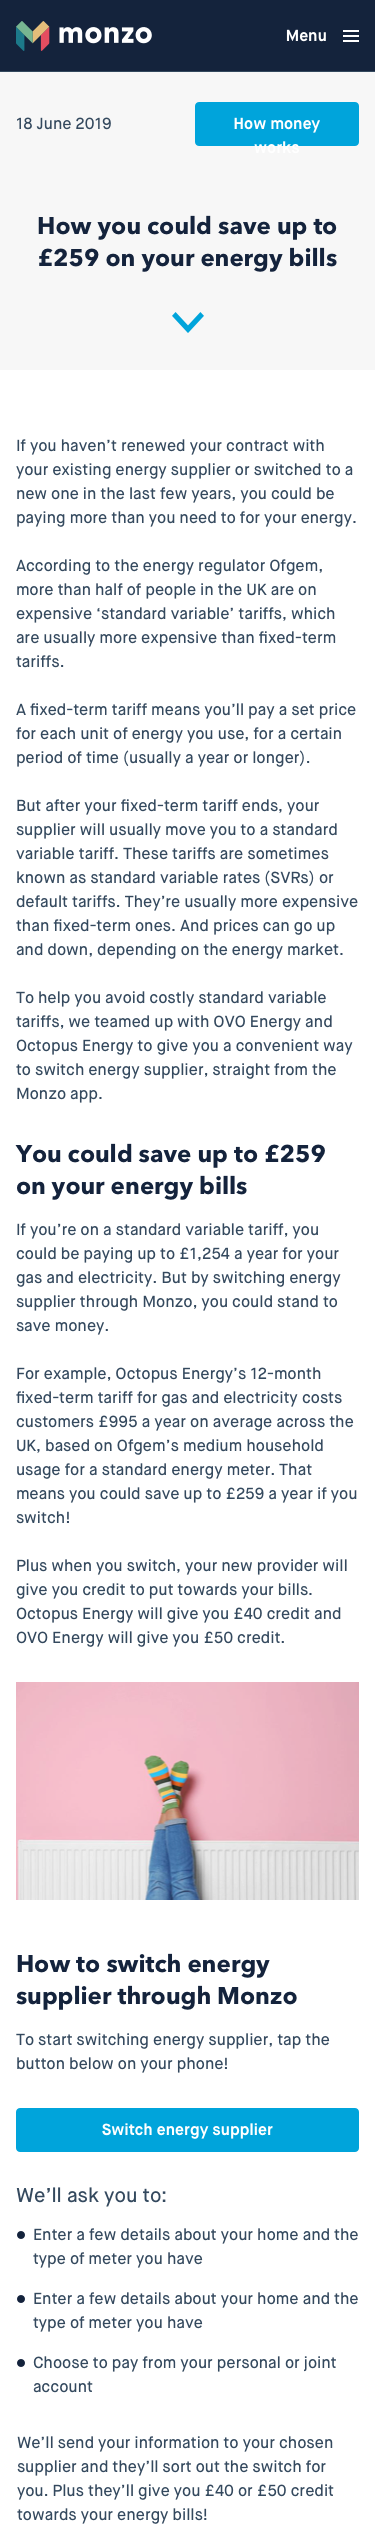 monzo
Menu
18 June 2019
How money
works
How you could save up to
£259 on your energy bills
If you haven’t renewed your contract with
your existing energy supplier or switched to a
new one in the last few years, you could be
paying more than you need to for your energy.
According to the energy regulator Ofgem,
more than half of people in the UK are on
expensive ‘standard variable’ tariffs, which
are usually more expensive than fixed-term
tariffs.
A fixed-term tariff means you’ll pay a set price
for each unit of energy you use, for a certain
period of time (usually a year or longer).
But after your fixed-term tariff ends, your
supplier will usually move you to a standard
variable tariff. These tariffs are sometimes
known as standard variable rates (SVRs) or
default tariffs. They’re usually more expensive
than fixed-term ones. And prices can go up
and down, depending on the energy market.
To help you avoid costly standard variable
tariffs, we teamed up with OVO Energy and
Octopus Energy to give you a convenient way
to switch energy supplier, straight from the
Monzo app.
You could save up to £259
on your energy bills
If you’re on a standard variable tariff, you
could be paying up to £1,254 a year for your
gas and electricity. But by switching energy
supplier through Monzo, you could stand to
save money.
For example, Octopus Energy’s 12-month
fixed-term tariff for gas and electricity costs
customers £995 a year on average across the
UK, based on Ofgem’s medium household
usage for a standard energy meter. That
means you could save up to £259 a year if you
switch!
Plus when you switch, your new provider will
give you credit to put towards your bills.
Octopus Energy will give you £40 credit and
OVO Energy will give you £50 credit.
How to switch energy
supplier through Monzo
To start switching energy supplier, tap the
button below on your phone!
Switch energy supplier
We’ll ask you to:
• Enter a few details about your home and the
type of meter you have
• Enter a few details about your home and the
type of meter you have
• Choose to pay from your personal or joint
account
We’ll send your information to your chosen
supplier and they’ll sort out the switch for
you. Plus they’ll give you £40 or £50 credit
towards your energy bills!